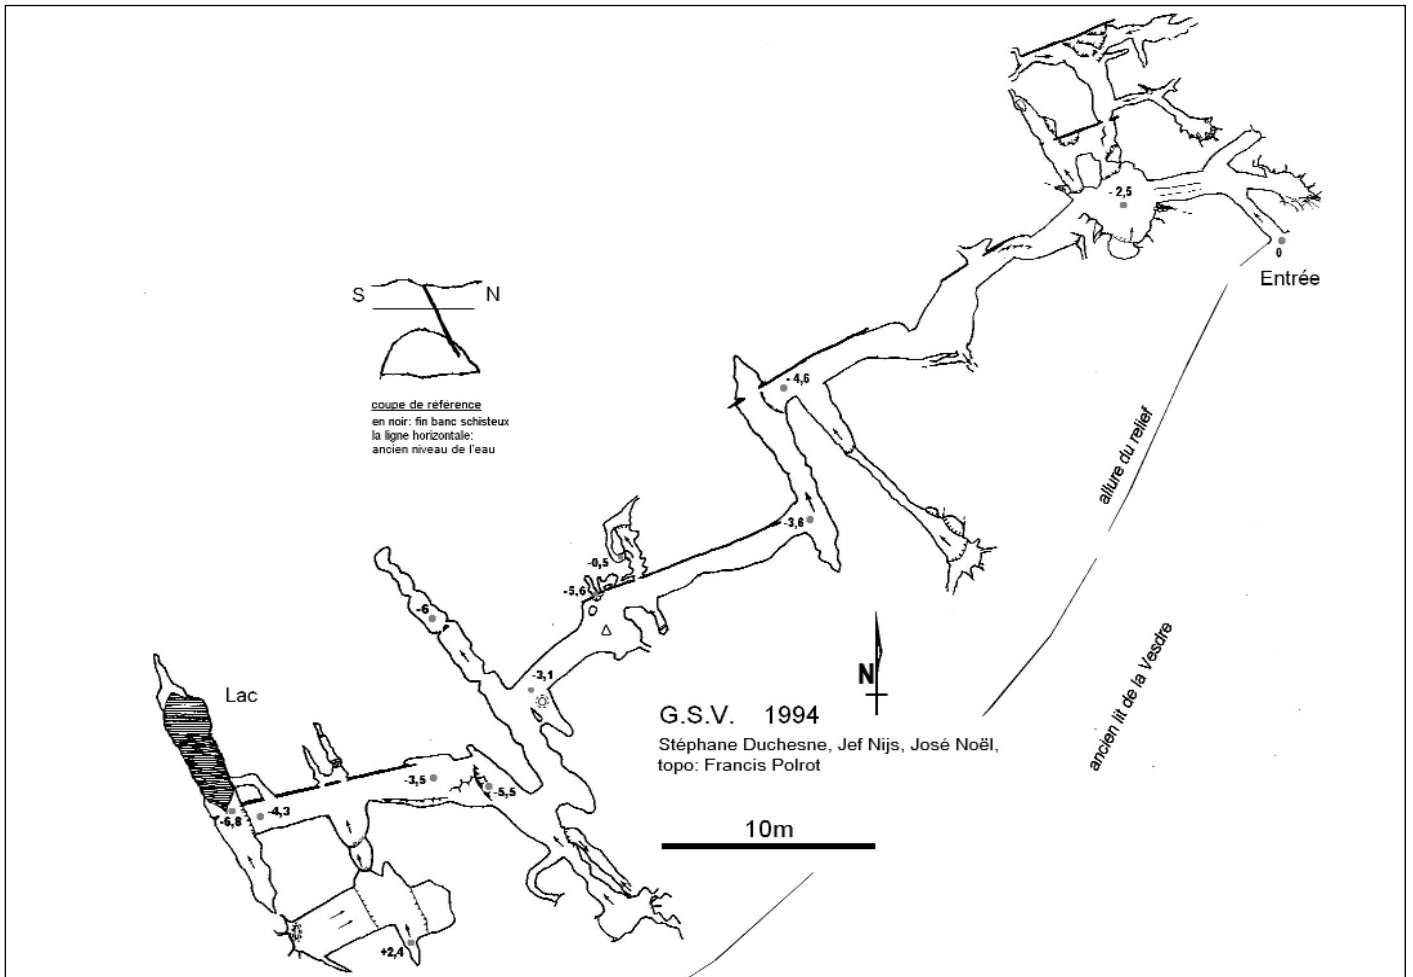 - 2,5
0
Entrée
S
N
- 4,6
coupe de référence
en noir: fin banc schisteux
la ligne horizontale:
ancien niveau de l'eau
allure du relief
-3,6
-0,5
-5,6
-6
ancien lit de la Vesdre
-3,1
N
Lac
G.S.V. 1994
Stéphane Duchesne, Jef Nijs, José Noël,
topo: Francis Polrot
-3,5
-5,5
-4,3
-6,8
10m
+2,4